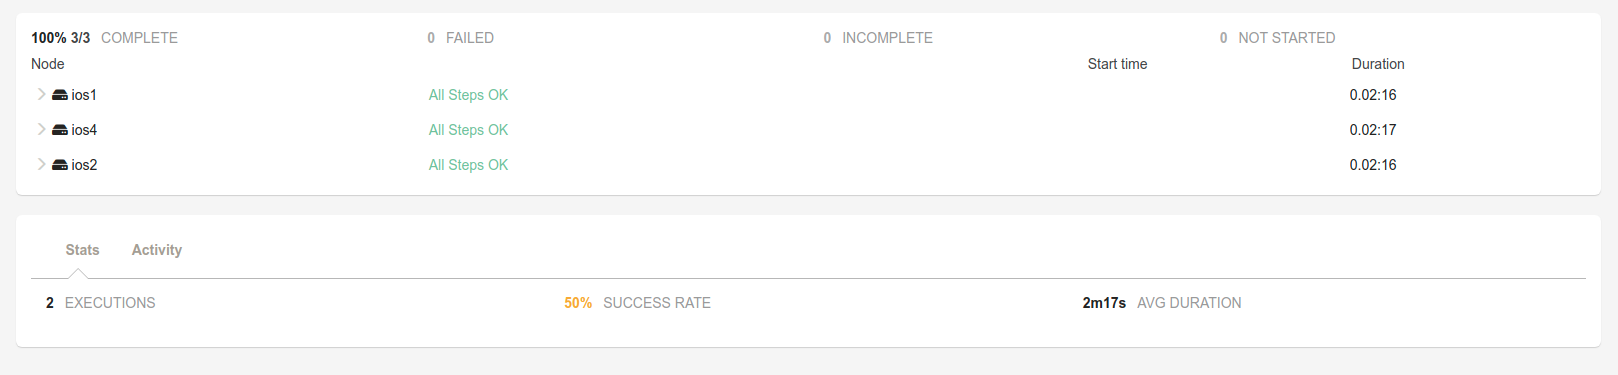 100% 3/3 COMPLETE 0 FAILED 0 INCOMPLETE 0 NOT STARTED
Node Start time Duration
ios1 All Steps OK 0.02:16
ios4 All Steps OK 0.02:17
ios2 All Steps OK 0.02:16
Stats Activity
2 EXECUTIONS 50% SUCCESS RATE 2m17s AVG DURATION